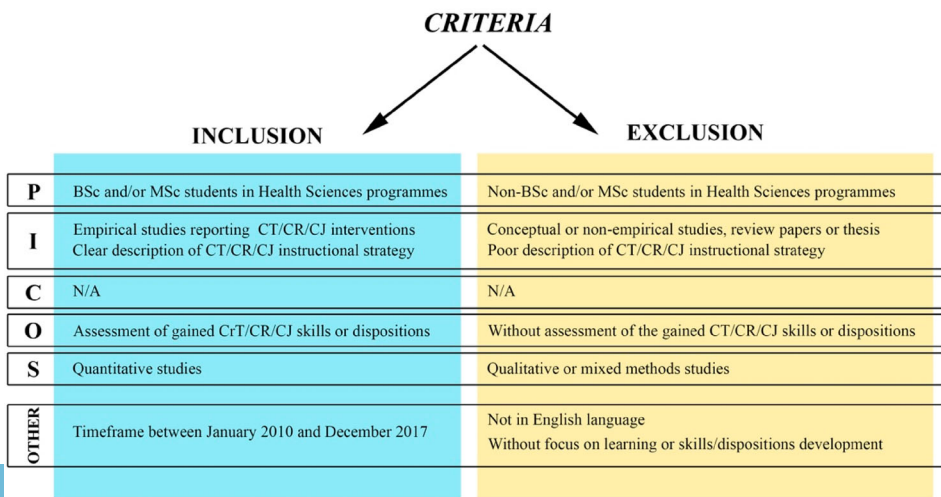 CRITERIA
INCLUSION
EXCLUSION
P
BSc and/or MSc students in Health Sciences programmes
Non-BSc and/or MSc students in Health Sciences programmes
I
Empirical studies reporting CT/CR/CJ interventions
Clear description of CT/CR/CJ instructional strategy
Conceptual or non-empirical studies, review papers or thesis
Poor description of CT/CR/CJ instructional strategy
C
N/A
N/A
O
Assessment of gained CrT/CR/CJ skills or dispositions
Without assessment of the gained CT/CR/CJ skills or dispositions
S
Quantitative studies
Qualitative or mixed methods studies
OTHER
Timeframe between January 2010 and December 2017
Not in English language
Without focus on learning or skills/dispositions development